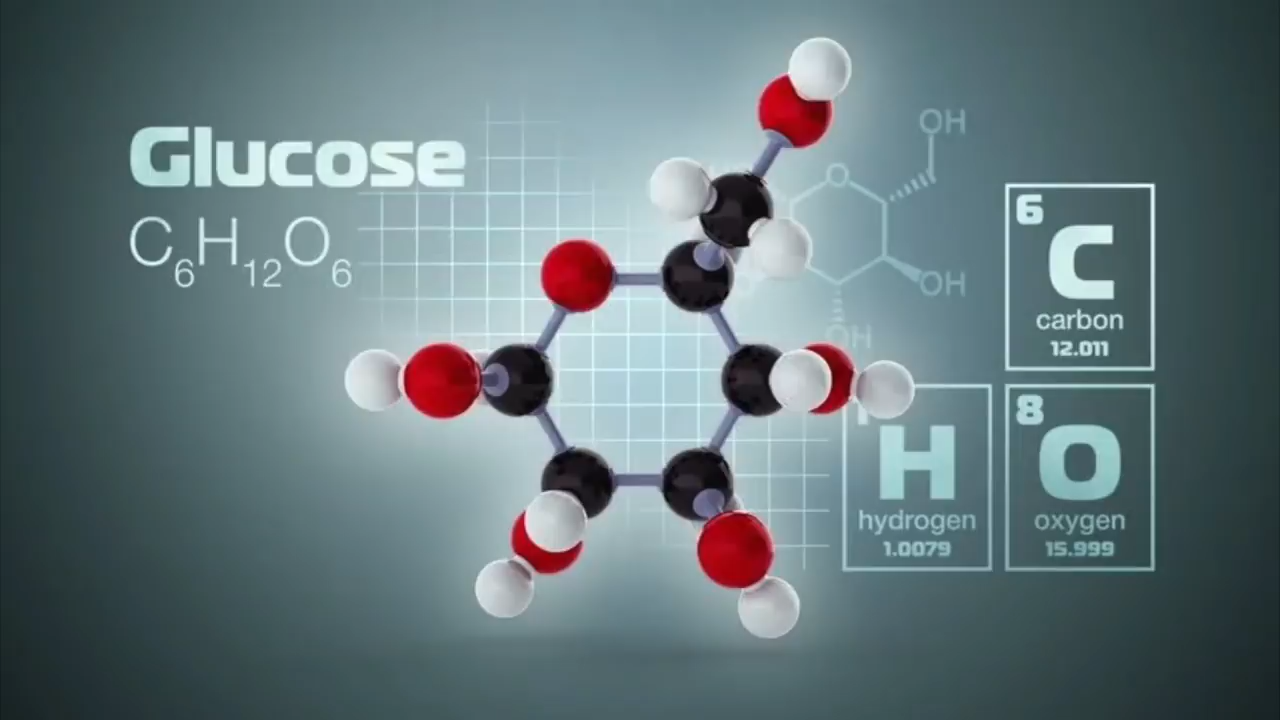 Glucose
C₆H₁₂O₆
O
OH
OH
OH
6
C
carbon
12.011
H
hydrogen
1.0079
8
O
oxygen
15.999